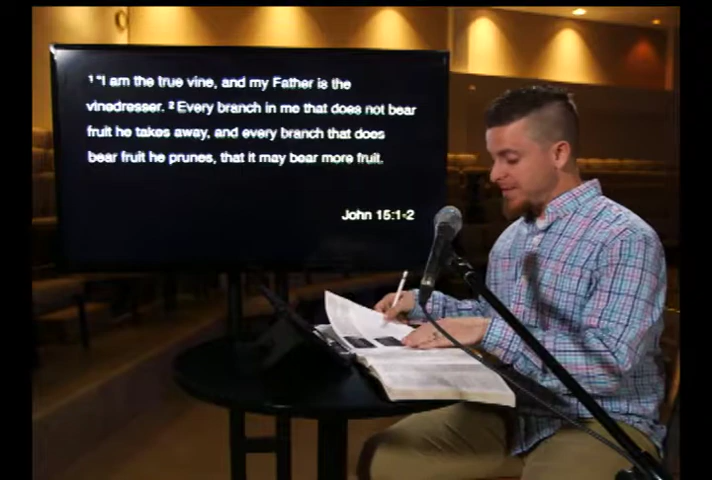 ¹ "I am the true vine, and my Father is the
vinedresser. ² Every branch in me that does not bear
fruit he takes away, and every branch that does
bear fruit he prunes, that it may bear more fruit.
John 15:1-2